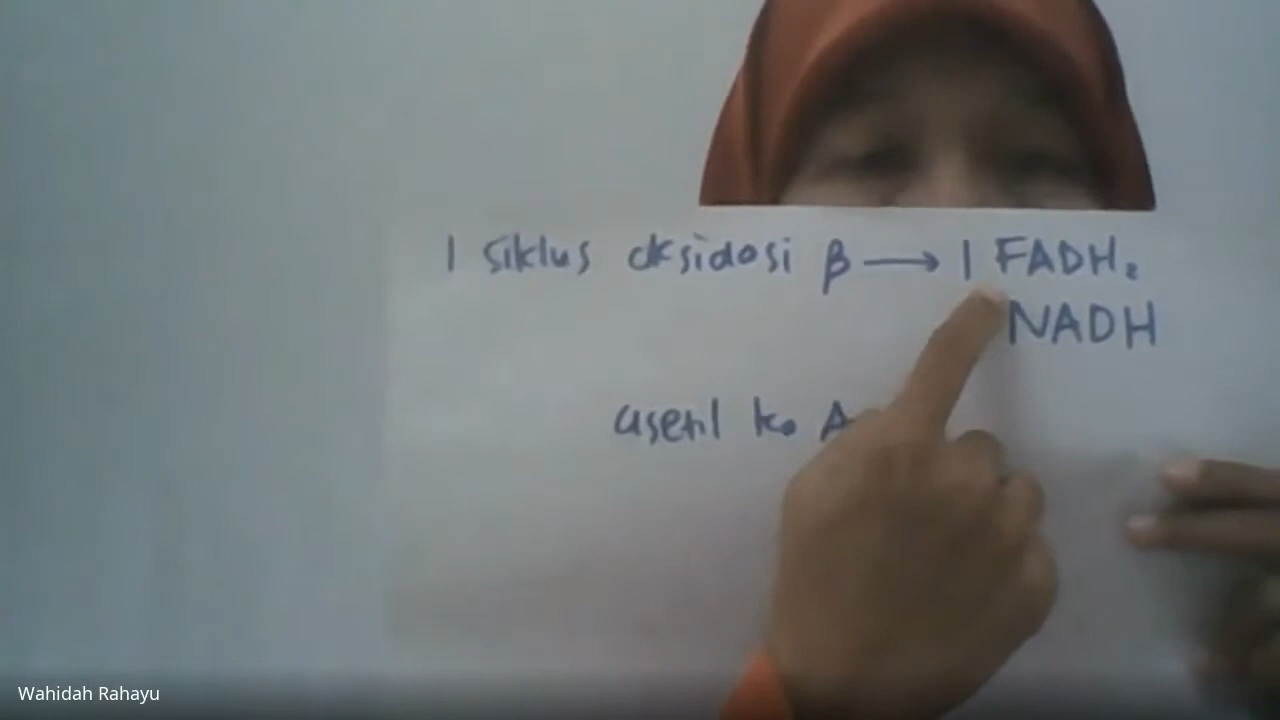 1 siklus oksidasi β → 1 FADH₂
NADH
asetil ko A
Wahidah Rahayu